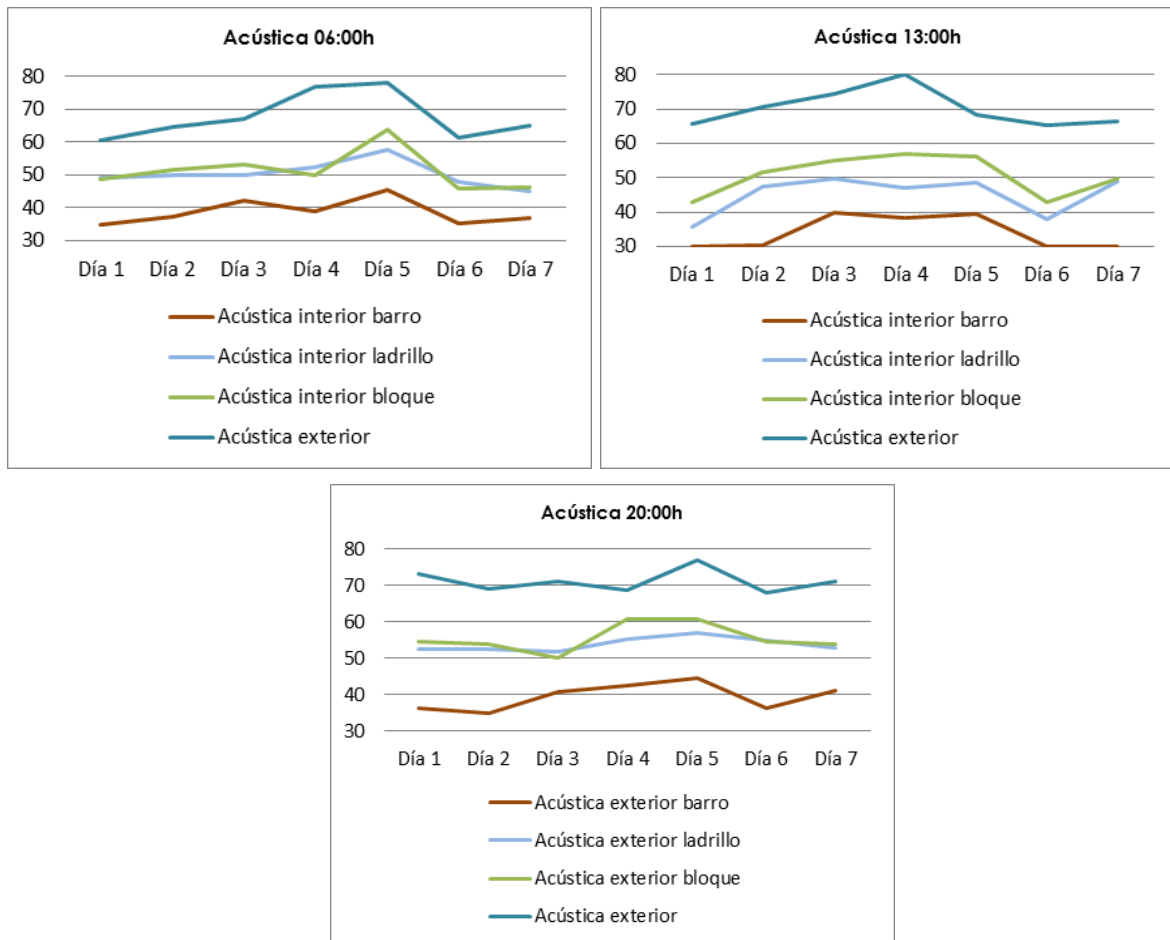 Acústica 06:00h
80
70
60
50
40
30
Día 1 Día 2 Día 3 Día 4 Día 5 Día 6 Día 7
Acústica interior barro
Acústica interior ladrillo
Acústica interior bloque
Acústica exterior
Acústica 13:00h
80
70
60
50
40
30
Día 1 Día 2 Día 3 Día 4 Día 5 Día 6 Día 7
Acústica interior barro
Acústica interior ladrillo
Acústica interior bloque
Acústica exterior
Acústica 20:00h
80
70
60
50
40
30
Día 1 Día 2 Día 3 Día 4 Día 5 Día 6 Día 7
Acústica exterior barro
Acústica exterior ladrillo
Acústica exterior bloque
Acústica exterior